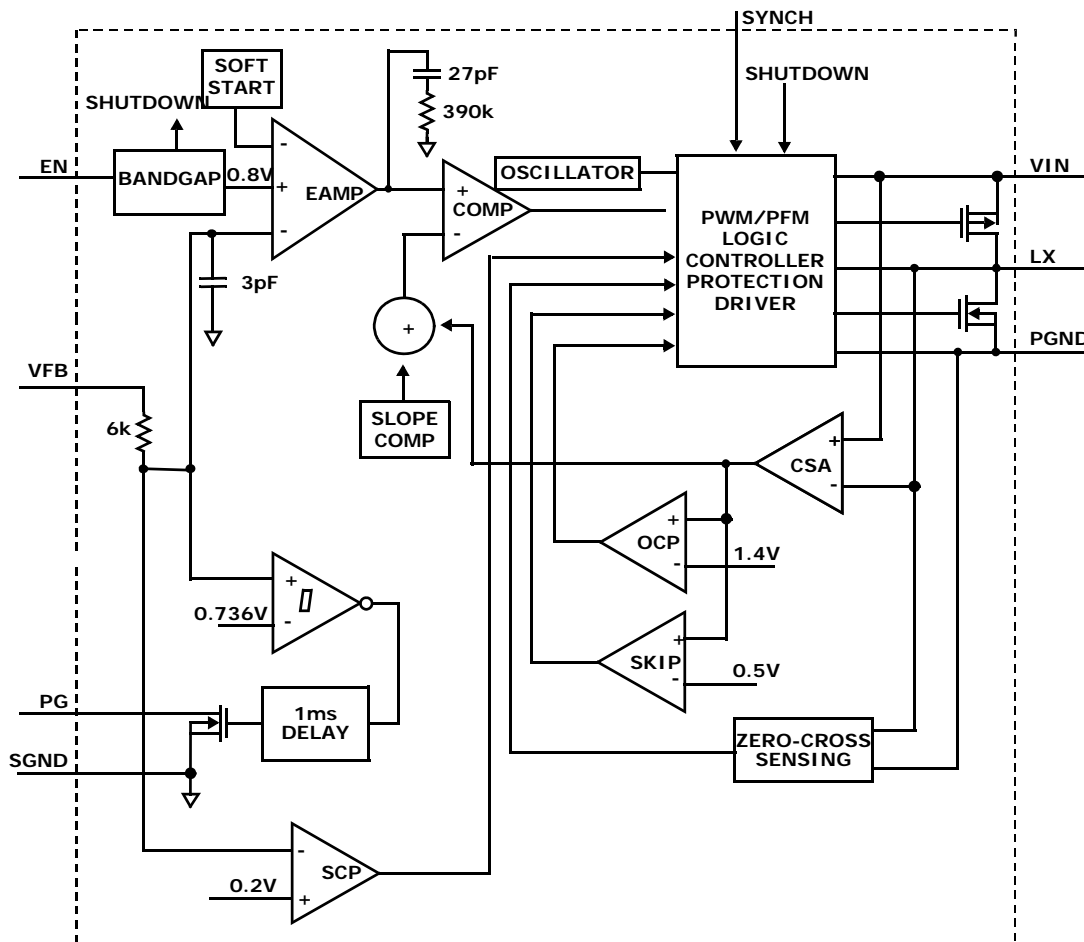 SYNCH
SOFT
START
27pF
SHUTDOWN
SHUTDOWN
390k
EN
BANDGAP
0.8V
-
+
-
EAMP
+
-
COMP
OSCILLATOR
VIN
PWM/PFM
LOGIC
CONTROLLER
PROTECTION
DRIVER
LX
3pF
+
PGND
VFB
6k
SLOPE
COMP
+
-
CSA
+
-
OCP
1.4V
+
-
0.736V
+
-
SKIP
0.5V
PG
1ms
DELAY
ZERO-CROSS
SENSING
SGND
-
+
SCP
0.2V